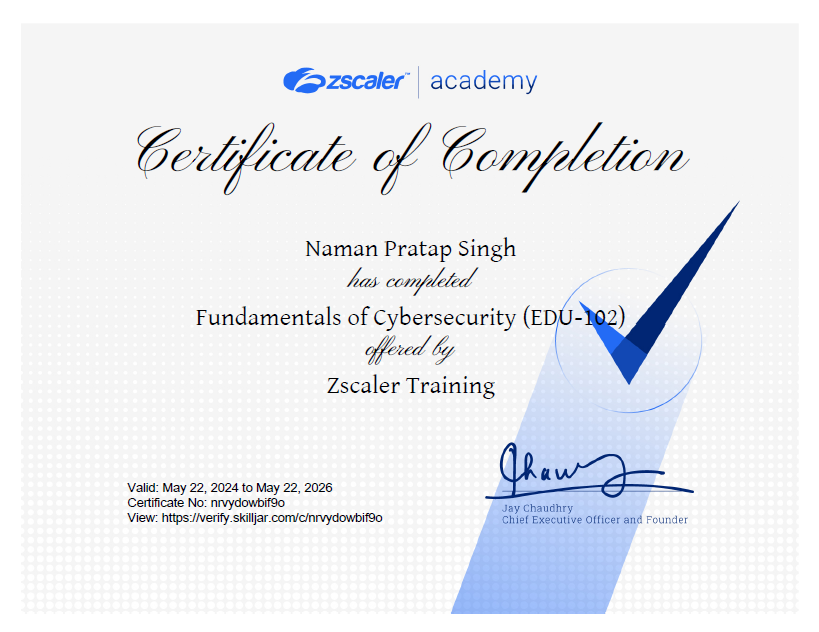 zscaler™ | academy
Certificate of Completion
Naman Pratap Singh
has completed
Fundamentals of Cybersecurity (EDU-102)
offered by
Zscaler Training
Valid: May 22, 2024 to May 22, 2026
Certificate No: nrvydowbif9o
View: https://verify.skilljar.com/c/nrvydowbif9o
Jay Chaudhry
Chief Executive Officer and Founder